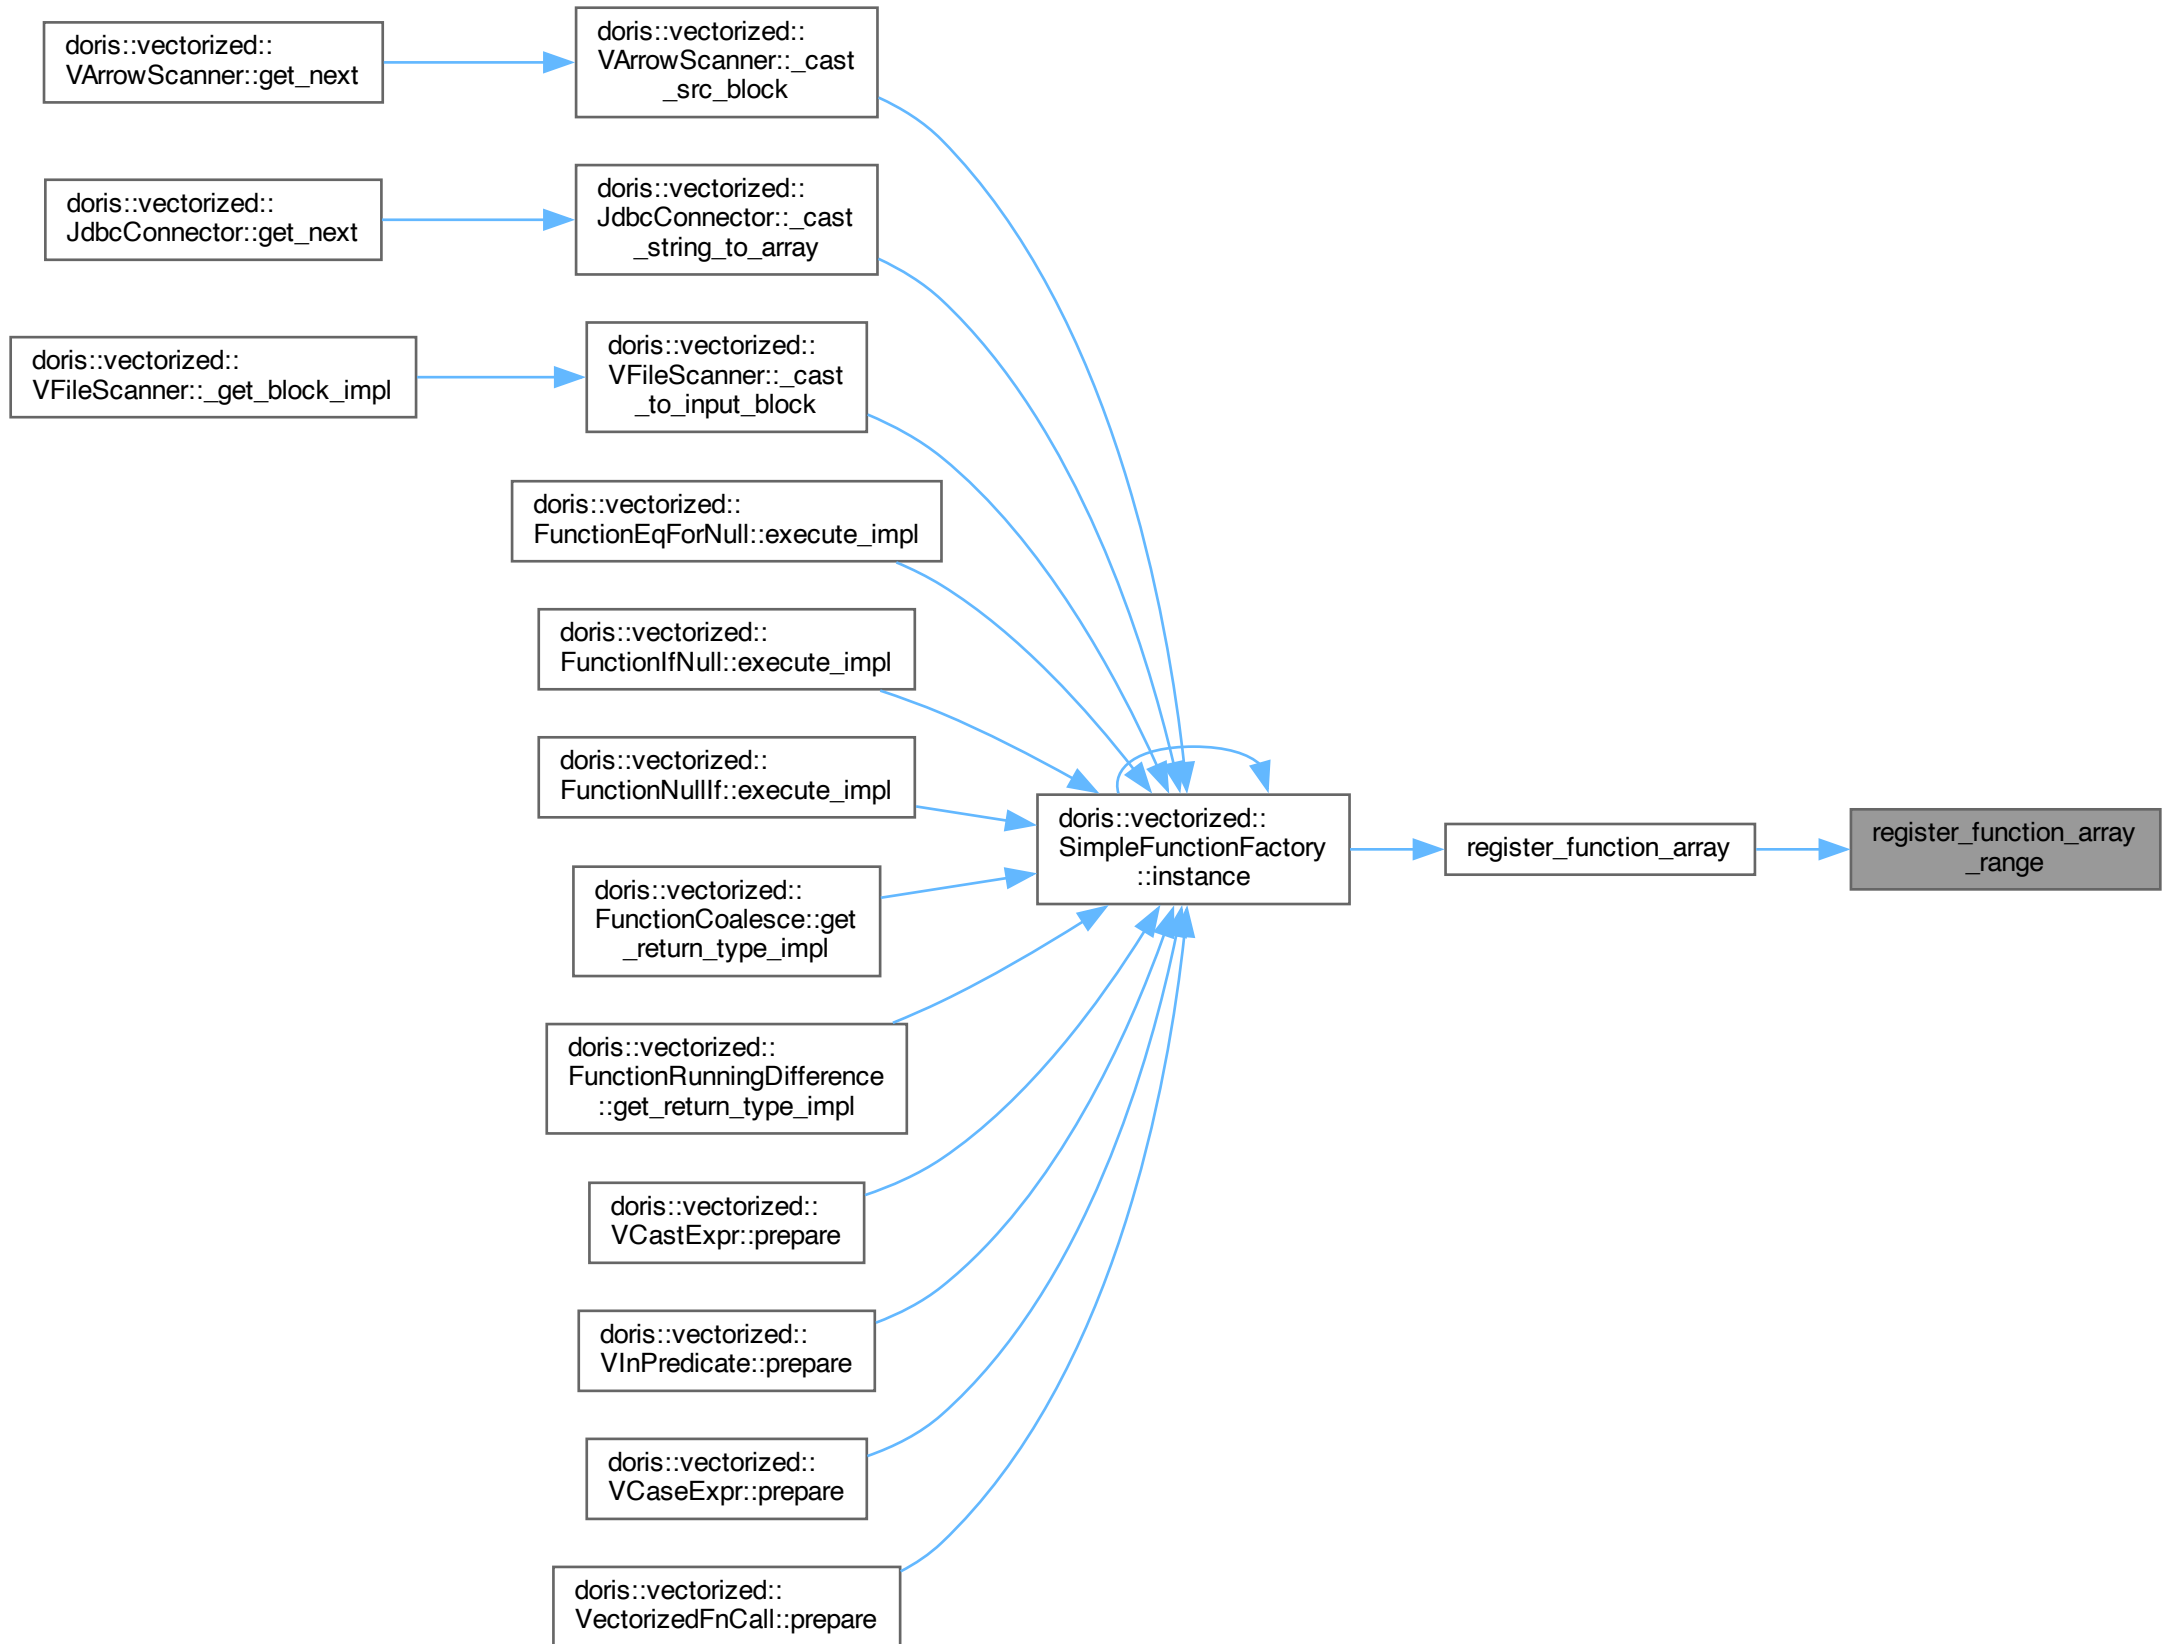 doris::vectorized::
VArrowScanner::get_next
doris::vectorized::
VArrowScanner::_cast
_src_block
doris::vectorized::
JdbcConnector::get_next
doris::vectorized::
JdbcConnector::_cast
_string_to_array
doris::vectorized::
VFileScanner::_get_block_impl
doris::vectorized::
VFileScanner::_cast
_to_input_block
doris::vectorized::
FunctionEqForNull::execute_impl
doris::vectorized::
FunctionIfNull::execute_impl
doris::vectorized::
FunctionNullIf::execute_impl
doris::vectorized::
SimpleFunctionFactory
::instance
register_function_array
register_function_array
_range
doris::vectorized::
FunctionCoalesce::get
_return_type_impl
doris::vectorized::
FunctionRunningDifference
::get_return_type_impl
doris::vectorized::
VCastExpr::prepare
doris::vectorized::
VInPredicate::prepare
doris::vectorized::
VCaseExpr::prepare
doris::vectorized::
VectorizedFnCall::prepare